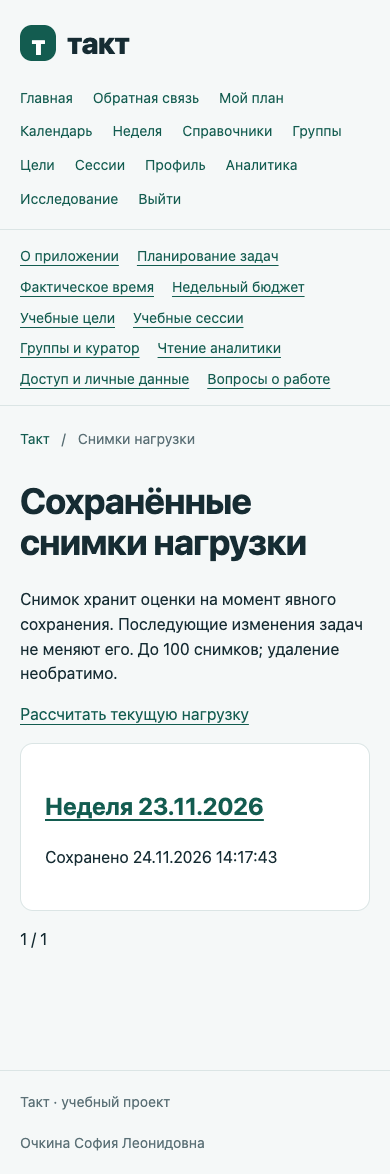 т такт
Главная Обратная связь Мой план
Календарь Неделя Справочники Группы
Цели Сессии Профиль Аналитика
Исследование Выйти
О приложении Планирование задач
Фактическое время Недельный бюджет
Учебные цели Учебные сессии
Группы и куратор Чтение аналитики
Доступ и личные данные Вопросы о работе
Такт / Снимки нагрузки
Сохранённые
снимки нагрузки
Снимок хранит оценки на момент явного
сохранения. Последующие изменения задач
не меняют его. До 100 снимков; удаление
необратимо.
Рассчитать текущую нагрузку
Неделя 23.11.2026
Сохранено 24.11.2026 14:17:43
1 / 1
Такт · учебный проект
Очкина София Леонидовна